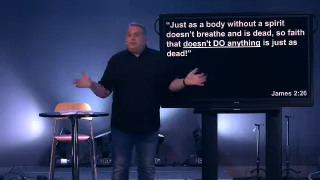 “Just as a body without a spirit
doesn’t breathe and is dead, so faith
that doesn’t DO anything is just as
dead!”
James 2:26